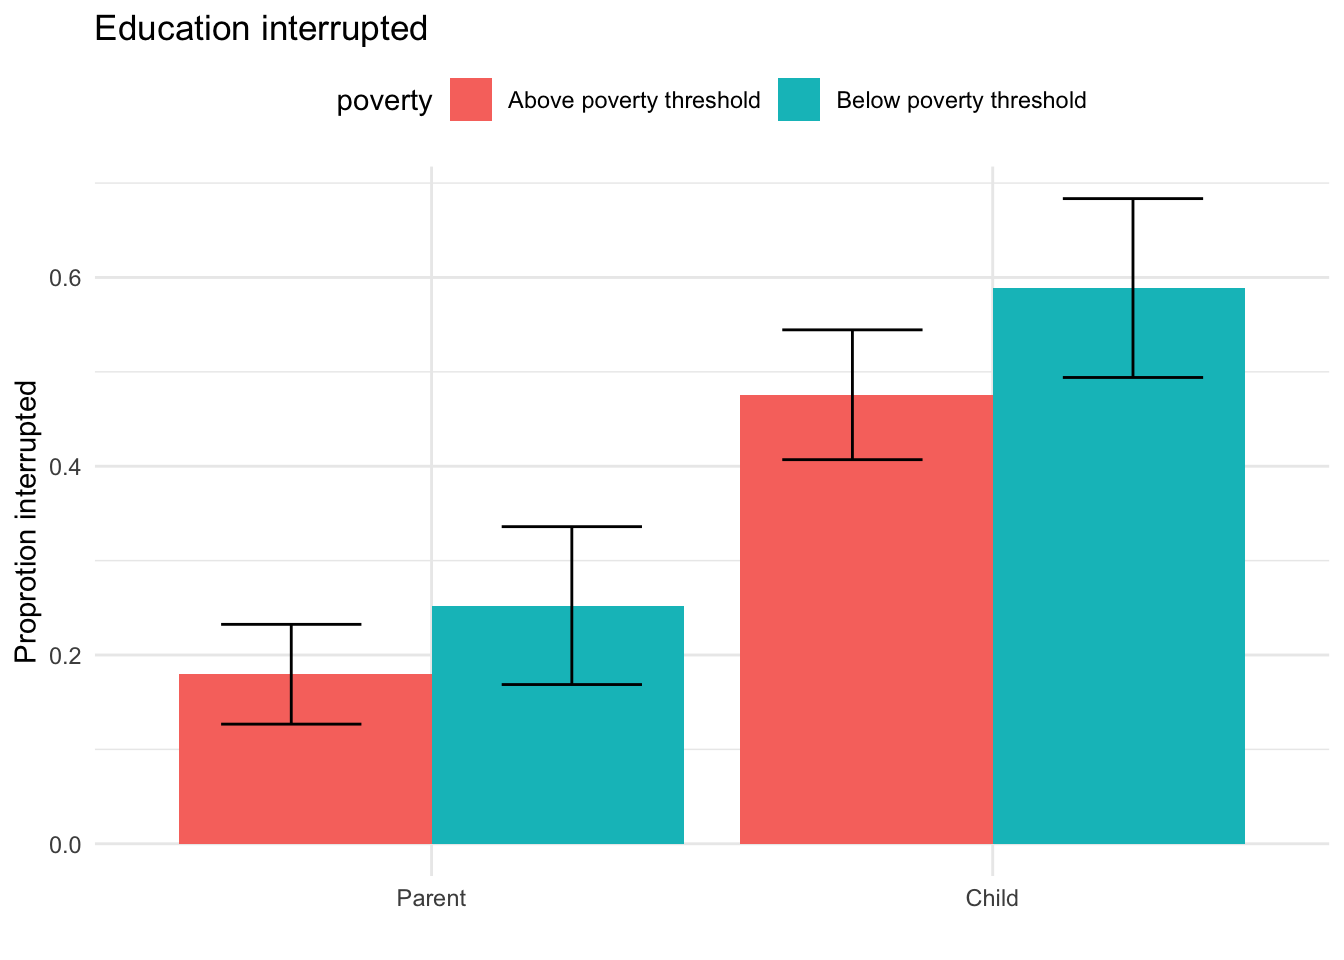 Education interrupted
poverty Above poverty threshold Below poverty threshold
Proprotion interrupted
0.6
0.4
0.2
0.0
Parent Child